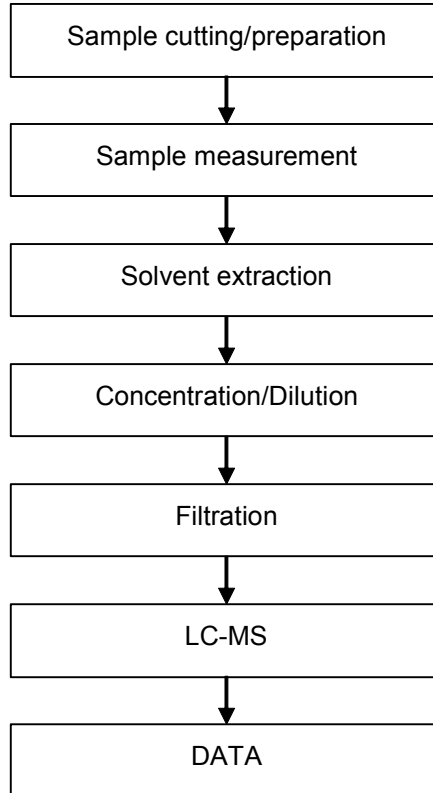 Sample cutting/preparation
Sample measurement
Solvent extraction
Concentration/Dilution
Filtration
LC-MS
DATA